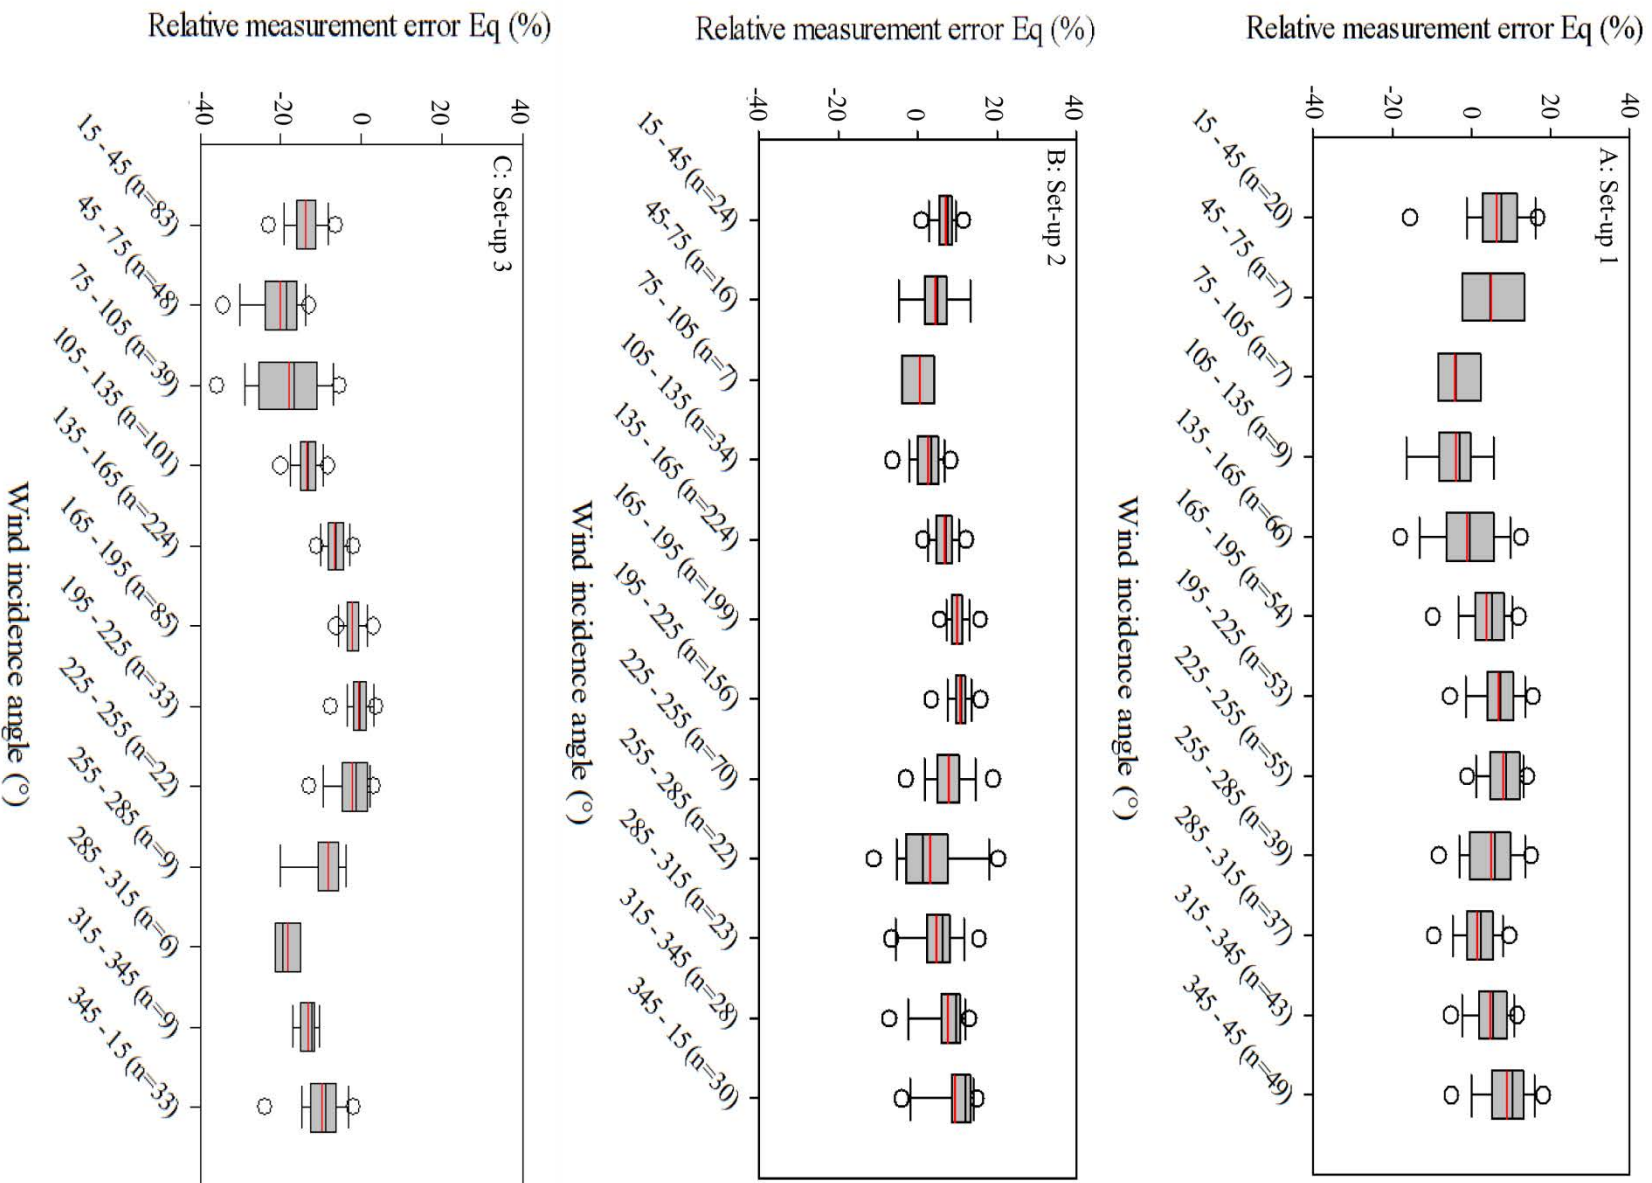 A: Set-up 1
Relative measurement error Eq (%)
40
20
0
-20
-40
15 - 45 (n=20)
45 - 75 (n=7)
75 - 105 (n=7)
105 - 135 (n=9)
135 - 165 (n=66)
165 - 195 (n=54)
195 - 225 (n=53)
225 - 255 (n=55)
255 - 285 (n=39)
285 - 315 (n=37)
315 - 345 (n=43)
345 - 45 (n=49)
Wind incidence angle (°)
B: Set-up 2
Relative measurement error Eq (%)
40
20
0
-20
-40
15 - 45 (n=24)
45-75 (n=16)
75 - 105 (n=7)
105 - 135 (n=34)
135 - 165 (n=224)
165 - 195 (n=199)
195 - 225 (n=156)
225 - 255 (n=70)
255 - 285 (n=22)
285 - 315 (n=23)
315 - 345 (n=28)
345 - 15 (n=30)
Wind incidence angle (°)
C: Set-up 3
Relative measurement error Eq (%)
40
20
0
-20
-40
15 - 45 (n=83)
45 - 75 (n=48)
75 - 105 (n=39)
105 - 135 (n=101)
135 - 165 (n=224)
165 - 195 (n=85)
195 - 225 (n=33)
225 - 255 (n=22)
255 - 285 (n=9)
285 - 315 (n=6)
315 - 345 (n=9)
345 - 15 (n=33)
Wind incidence angle (°)